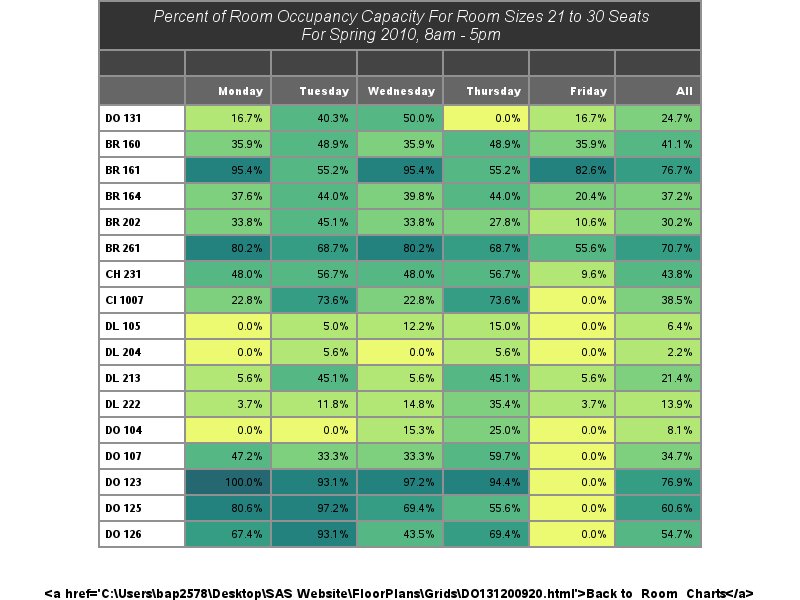 Percent of Room Occupancy Capacity For Room Sizes 21 to 30 Seats
For Spring 2010, 8am - 5pm
Monday Tuesday Wednesday Thursday Friday All
DO 131 16.7% 40.3% 50.0% 0.0% 16.7% 24.7%
BR 160 35.9% 48.9% 35.9% 48.9% 35.9% 41.1%
BR 161 95.4% 55.2% 95.4% 55.2% 82.6% 76.7%
BR 164 37.6% 44.0% 39.8% 44.0% 20.4% 37.2%
BR 202 33.8% 45.1% 33.8% 27.8% 10.6% 30.2%
BR 261 80.2% 68.7% 80.2% 68.7% 55.6% 70.7%
CH 231 48.0% 56.7% 48.0% 56.7% 9.6% 43.8%
CI 1007 22.8% 73.6% 22.8% 73.6% 0.0% 38.5%
DL 105 0.0% 5.0% 12.2% 15.0% 0.0% 6.4%
DL 204 0.0% 5.6% 0.0% 5.6% 0.0% 2.2%
DL 213 5.6% 45.1% 5.6% 45.1% 5.6% 21.4%
DL 222 3.7% 11.8% 14.8% 35.4% 3.7% 13.9%
DO 104 0.0% 0.0% 15.3% 25.0% 0.0% 8.1%
DO 107 47.2% 33.3% 33.3% 59.7% 0.0% 34.7%
DO 123 100.0% 93.1% 97.2% 94.4% 0.0% 76.9%
DO 125 80.6% 97.2% 69.4% 55.6% 0.0% 60.6%
DO 126 67.4% 93.1% 43.5% 69.4% 0.0% 54.7%
<a href='C:\Users\bap2578\Desktop\SAS Website\FloorPlans\Grids\DO131200920.html'>Back to Room Charts</a>